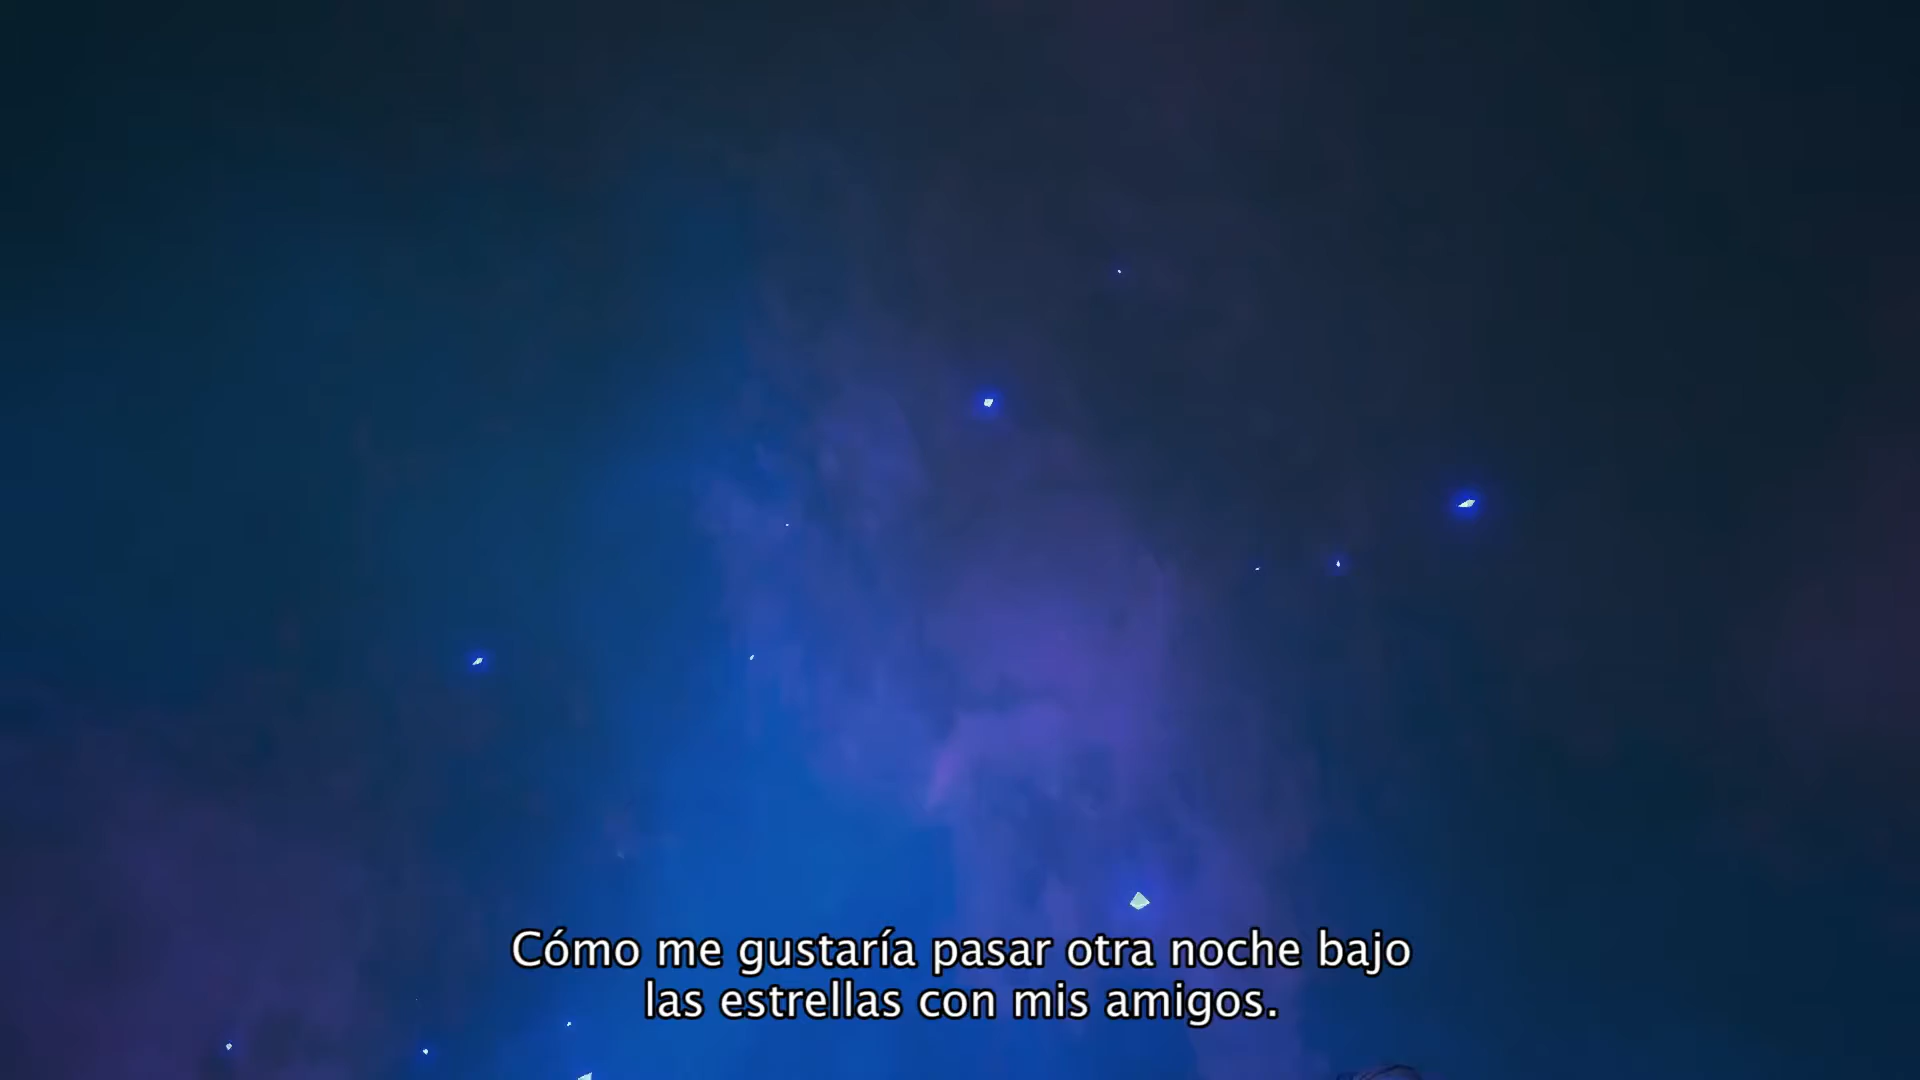 Cómo me gustaría pasar otra noche bajo
las estrellas con mis amigos.